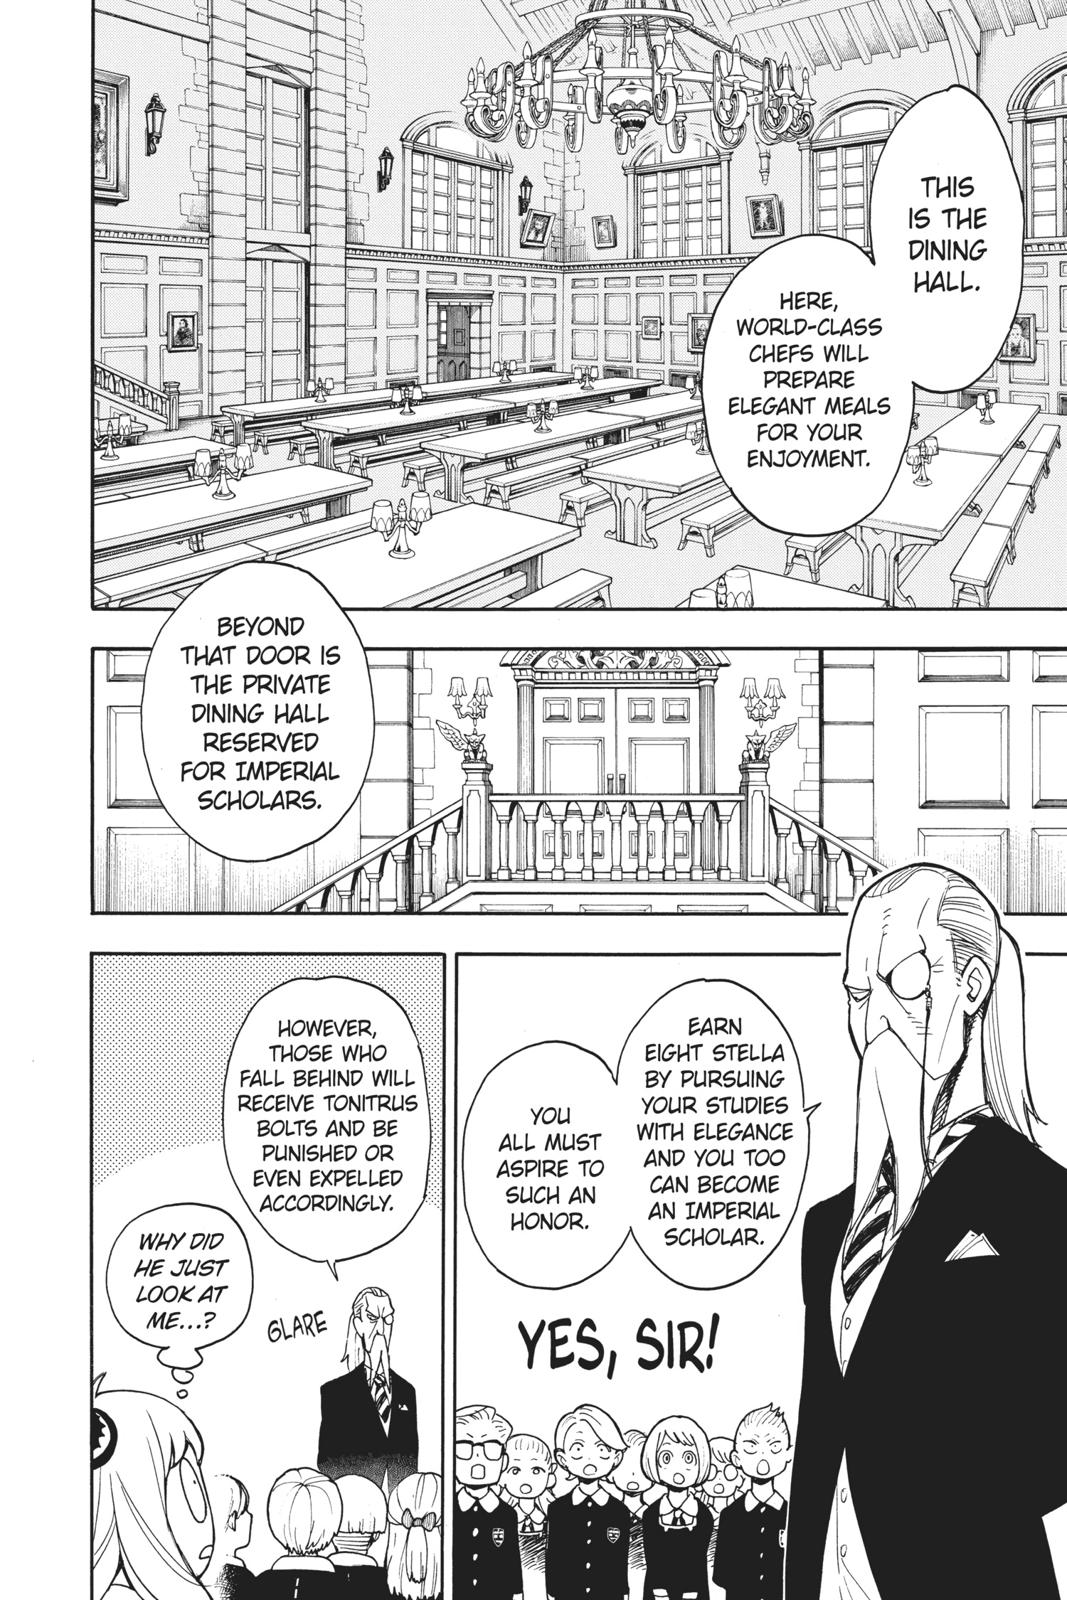 THIS
IS THE
DINING
HALL.
HERE,
WORLD-CLASS
CHEFS WILL
PREPARE
ELEGANT MEALS
FOR YOUR
ENJOYMENT.
BEYOND
THAT DOOR IS
THE PRIVATE
DINING HALL
RESERVED
FOR IMPERIAL
SCHOLARS.
EARN
EIGHT STELLA
BY PURSUING
YOUR STUDIES
WITH ELEGANCE
AND YOU TOO
CAN BECOME
AN IMPERIAL
SCHOLAR.
YOU
ALL MUST
ASPIRE TO
SUCH AN
HONOR.
YES, SIR!
HOWEVER,
THOSE WHO
FALL BEHIND WILL
RECEIVE TONITRUS
BOLTS AND BE
PUNISHED OR
EVEN EXPELLED
ACCORDINGLY.
GLARE
WHY DID
HE JUST
LOOK AT
ME...?